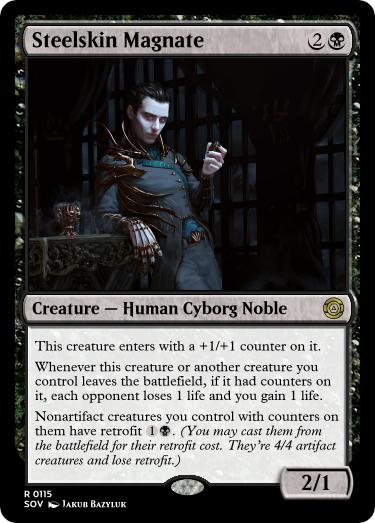 Steelskin Magnate 2
Creature — Human Cyborg Noble
This creature enters with a +1/+1 counter on it.
Whenever this creature or another creature you
control leaves the battlefield, if it had counters on
it, each opponent loses 1 life and you gain 1 life.
Nonartifact creatures you control with counters
on them have retrofit 1. (You may cast them from
the battlefield for their retrofit cost. They're 4/4 artifact
creatures and lose retrofit.)
2/1
R 0115
SOV JAKUB BAZYLUK